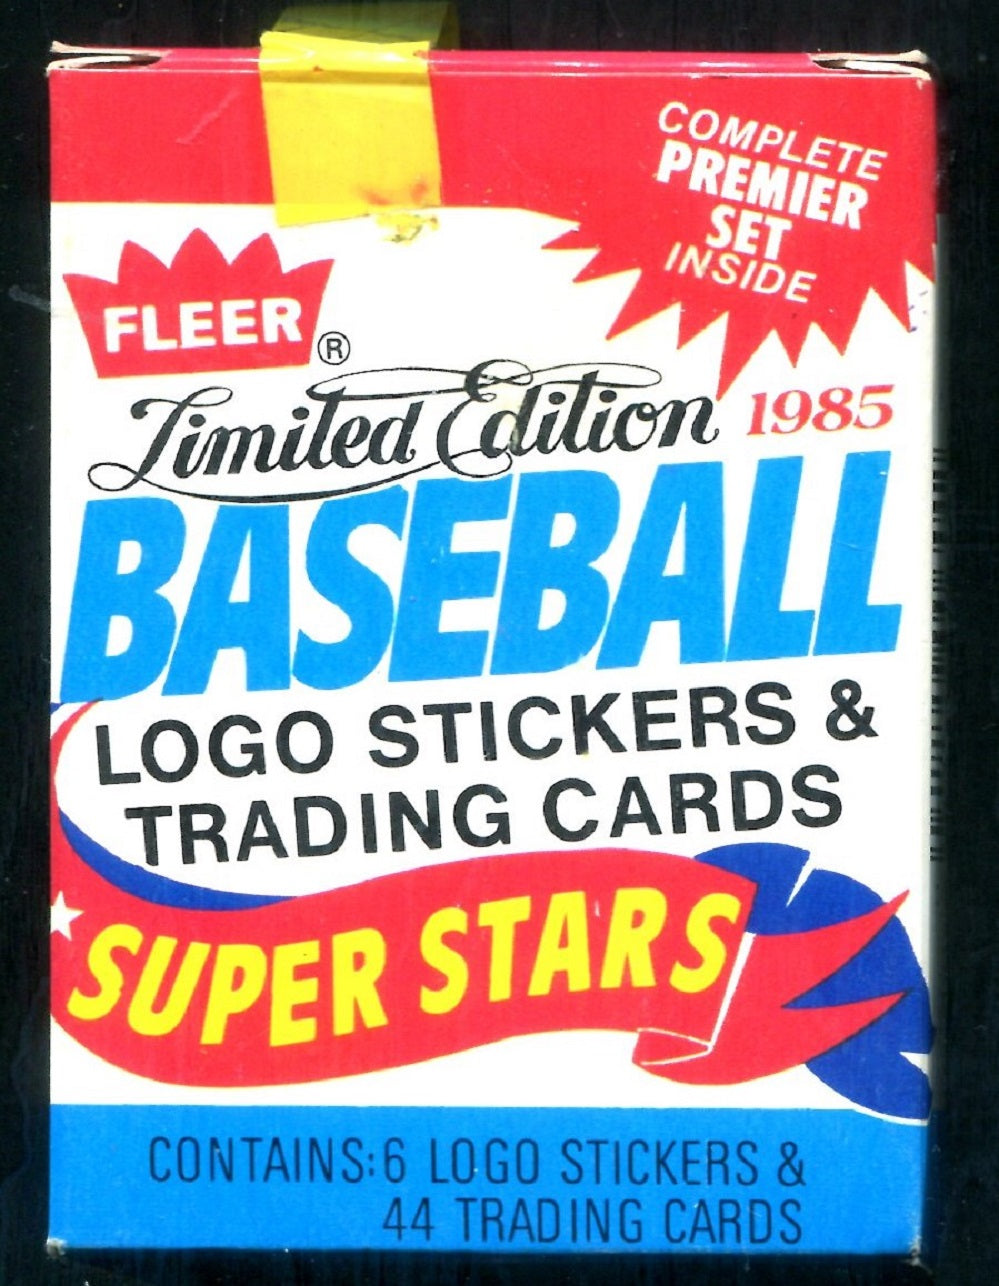 COMPLETE
PREMIER
SET
INSIDE
FLEER ®
Limited Edition 1985
BASEBALL
LOGO STICKERS &
TRADING CARDS
SUPER STARS
CONTAINS: 6 LOGO STICKERS &
44 TRADING CARDS